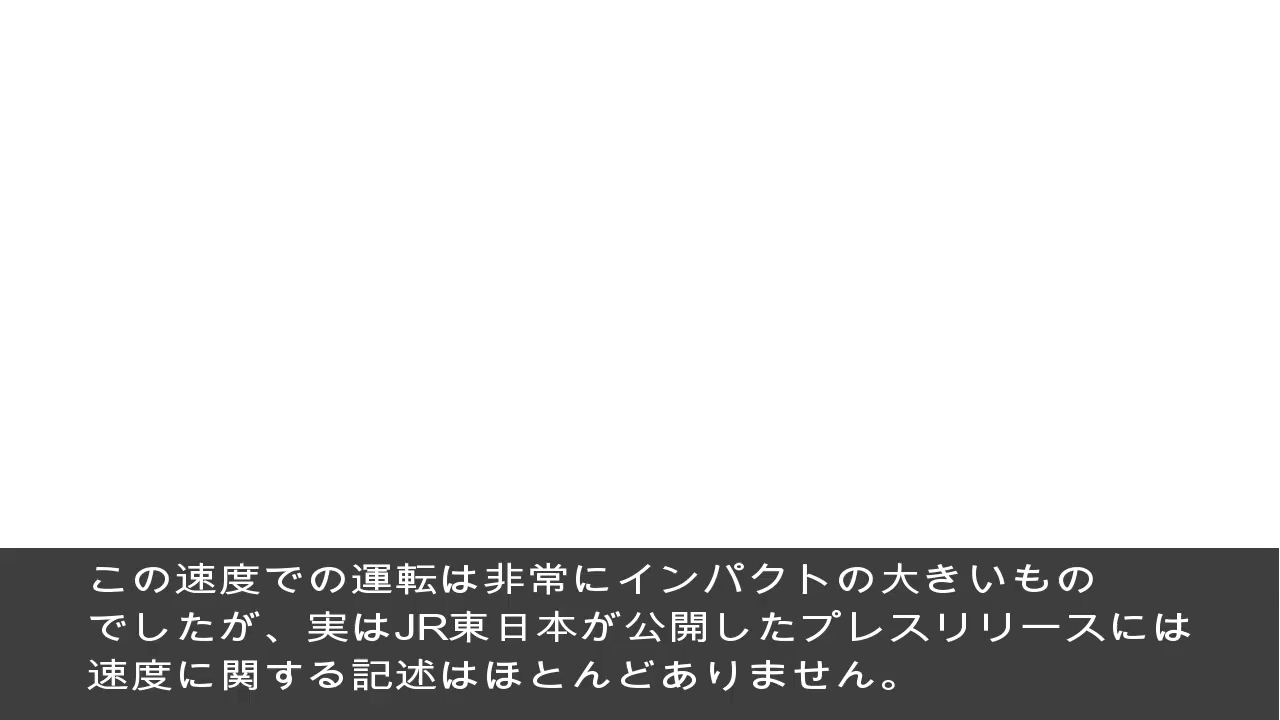 この速度での運転は非常にインパクトの大きいもの
でしたが、実はJR東日本が公開したプレスリリースには
速度に関する記述はほとんどありません。